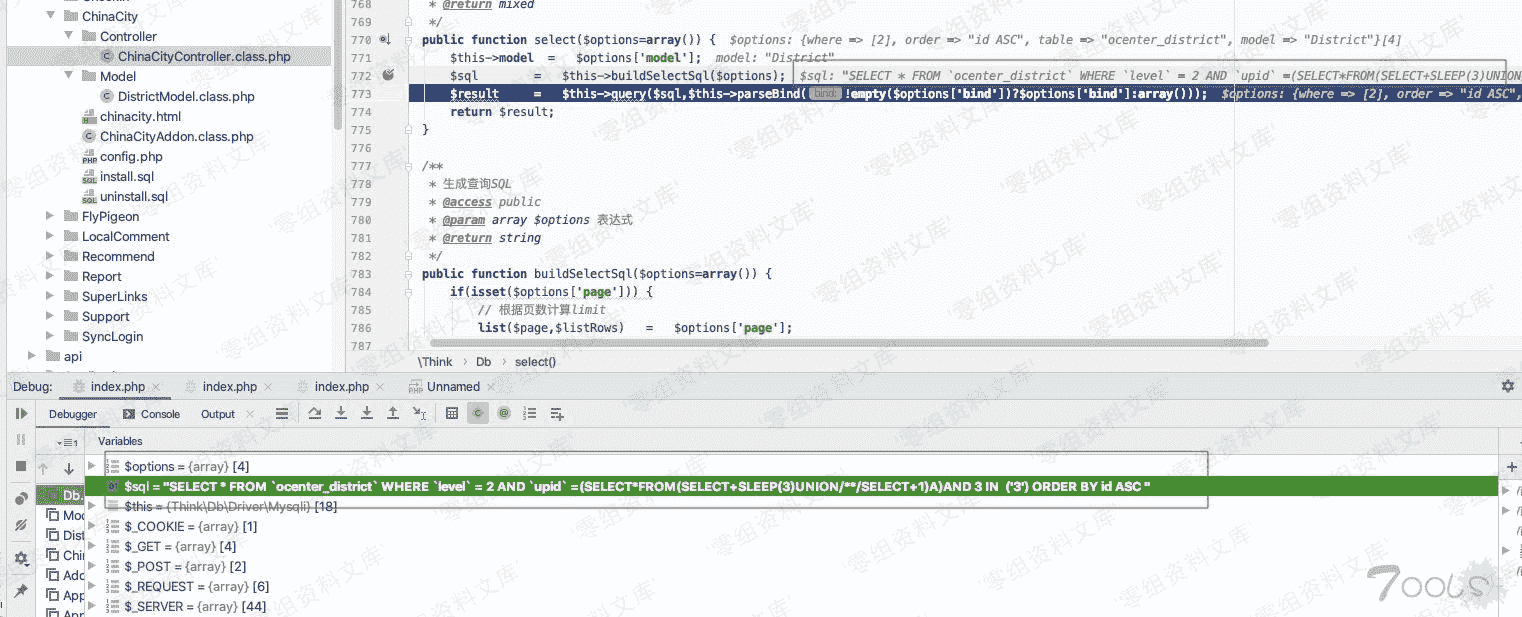 ChinaCity
Controller
ChinaCityController.class.php
Model
DistrictModel.class.php
chinacity.html
ChinaCityAddon.class.php
config.php
install.sql
uninstall.sql
FlyPigeon
LocalComment
Recommend
Report
SuperLinks
Support
SyncLogin
api
768 * @return mixed
769 */
770 public function select($options=array()) { $options: {where => [2], order => "id ASC", table => "ocenter_district", model => "District"}[4]
771 $this->model = $options['model']; model: "District"
772 $sql = $this->buildSelectSql($options); $sql: "SELECT * FROM `ocenter_district` WHERE `level` = 2 AND `upid` =(SELECT*FROM(SELECT+SLEEP(3)UNION/
773 $result = $this->query($sql,$this->parseBind( bind: !empty($options['bind'])?$options['bind']:array())); $options: {where => [2], order => "id ASC",
774 return $result;
775 }
776
777 /**
778 * 生成查询SQL
779 * @access public
780 * @param array $options 表达式
781 * @return string
782 */
783 public function buildSelectSql($options=array()) {
784 if(isset($options['page'])) {
785 // 根据页数计算limit
786 list($page,$listRows) = $options['page'];
787
\Think › Db › select()
Debug: index.php × index.php × index.php × Unnamed ×
Debugger Console Output
Variables
$options = {array} [4]
$sql = "SELECT * FROM `ocenter_district` WHERE `level` = 2 AND `upid` =(SELECT*FROM(SELECT+SLEEP(3)UNION/**/SELECT+1)A)AND 3 IN ('3') ORDER BY id ASC "
$this = {Think\Db\Driver\Mysqli} [18]
$_COOKIE = {array} [1]
$_GET = {array} [4]
$_POST = {array} [2]
$_REQUEST = {array} [6]
$_SERVER = {array} [44]
Db.
Mod
Dist
Chi
Add
App
App
零组资料文库
7ooLS